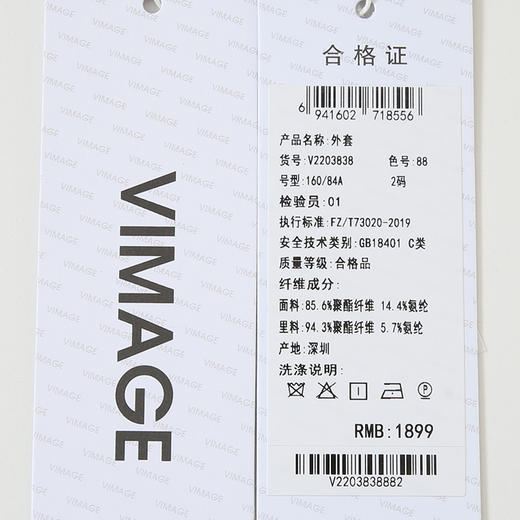 VIMAGE
合格证
6 941602 718556
产品名称:外套
货号:V2203838 色号:88
号型:160/84A 2码
检验员:01
执行标准:FZ/T73020-2019
安全技术类别:GB18401 C类
质量等级:合格品
纤维成分:
面料:85.6%聚酯纤维 14.4%氨纶
里料:94.3%聚酯纤维 5.7%氨纶
产地:深圳
洗涤说明:
P
RMB:1899
V2203838882